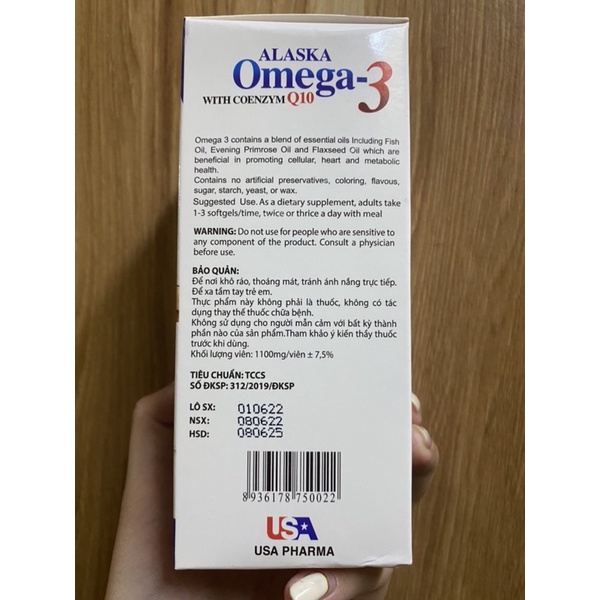 ALASKA
Omega-3
WITH COENZYM Q10
Omega 3 contains a blend of essential oils Including Fish
Oil, Evening Primrose Oil and Flaxseed Oil which are
beneficial in promoting cellular, heart and metabolic
health.
Contains no artificial preservatives, coloring, flavous,
sugar, starch, yeast, or wax.
Suggested Use. As a dietary supplement, adults take
1-3 softgels/time, twice or thrice a day with meal
WARNING: Do not use for people who are sensitive to
any component of the product. Consult a physician
before use.
BẢO QUẢN:
Để nơi khô ráo, thoáng mát, tránh ánh nắng trực tiếp.
Để xa tầm tay trẻ em.
Thực phẩm này không phải là thuốc, không có tác
dụng thay thế thuốc chữa bệnh.
Không sử dụng cho người mẫn cảm với bất kỳ thành
phần nào của sản phẩm.Tham khảo ý kiến thầy thuốc
trước khi dùng.
Khối lượng viên: 1100mg/viên ± 7,5%
TIÊU CHUẨN: TCCS
SỐ ĐKSP: 312/2019/ĐKSP
LÔ SX: 010622
NSX: 080622
HSD: 080625
8 936178 750022
USA
USA PHARMA